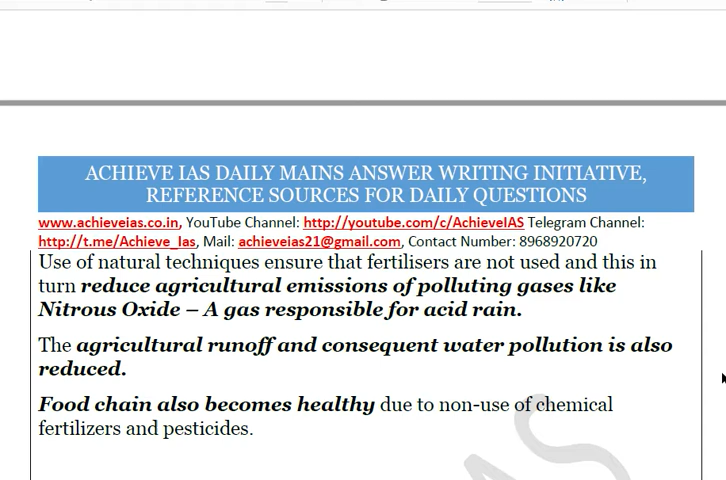 ACHIEVE IAS DAILY MAINS ANSWER WRITING INITIATIVE,
REFERENCE SOURCES FOR DAILY QUESTIONS
www.achieveias.co.in, YouTube Channel: http://youtube.com/c/AchieveIAS Telegram Channel:
http://t.me/Achieve_Ias, Mail: achieveias21@gmail.com, Contact Number: 8968920720
Use of natural techniques ensure that fertilisers are not used and this in
turn reduce agricultural emissions of polluting gases like
Nitrous Oxide – A gas responsible for acid rain.
The agricultural runoff and consequent water pollution is also
reduced.
Food chain also becomes healthy due to non-use of chemical
fertilizers and pesticides.